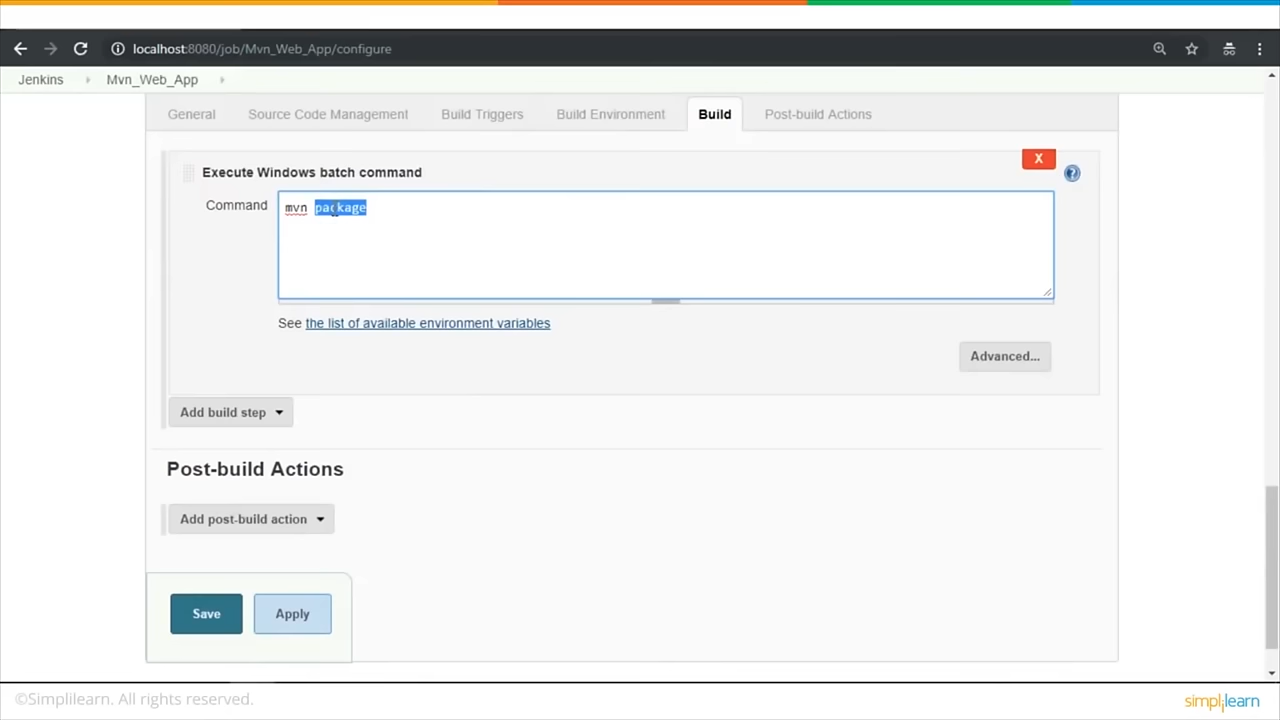 localhost:8080/job/Mvn_Web_App/configure
Jenkins Mvn_Web_App
General Source Code Management Build Triggers Build Environment Build Post-build Actions
Execute Windows batch command
X
?
Command
mvn package
See the list of available environment variables
Advanced...
Add build step
Post-build Actions
Add post-build action
Save Apply
©Simplilearn. All rights reserved.
simplilearn